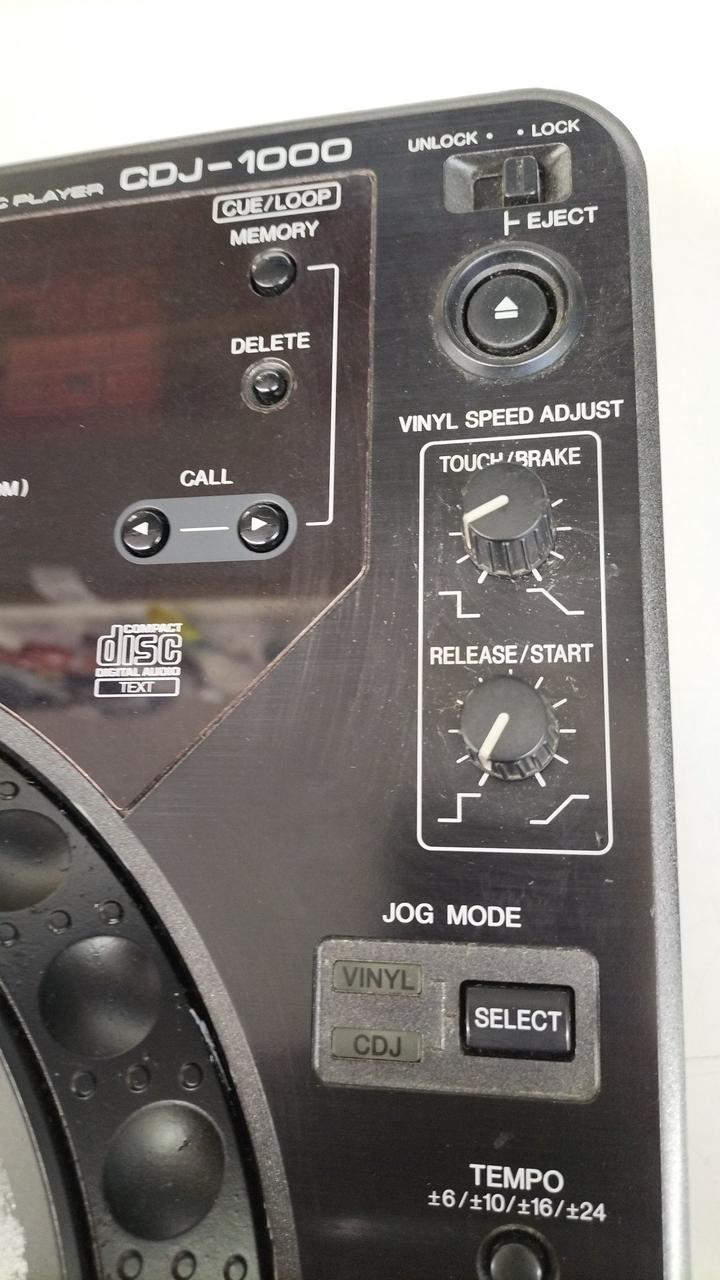 C PLAYER CDJ-1000
UNLOCK • • LOCK
EJECT
CUE/LOOP
MEMORY
DELETE
CALL
COMPACT
disc
DIGITAL AUDIO
TEXT
VINYL SPEED ADJUST
TOUCH/BRAKE
RELEASE/START
JOG MODE
VINYL
CDJ
SELECT
TEMPO
±6/±10/±16/±24